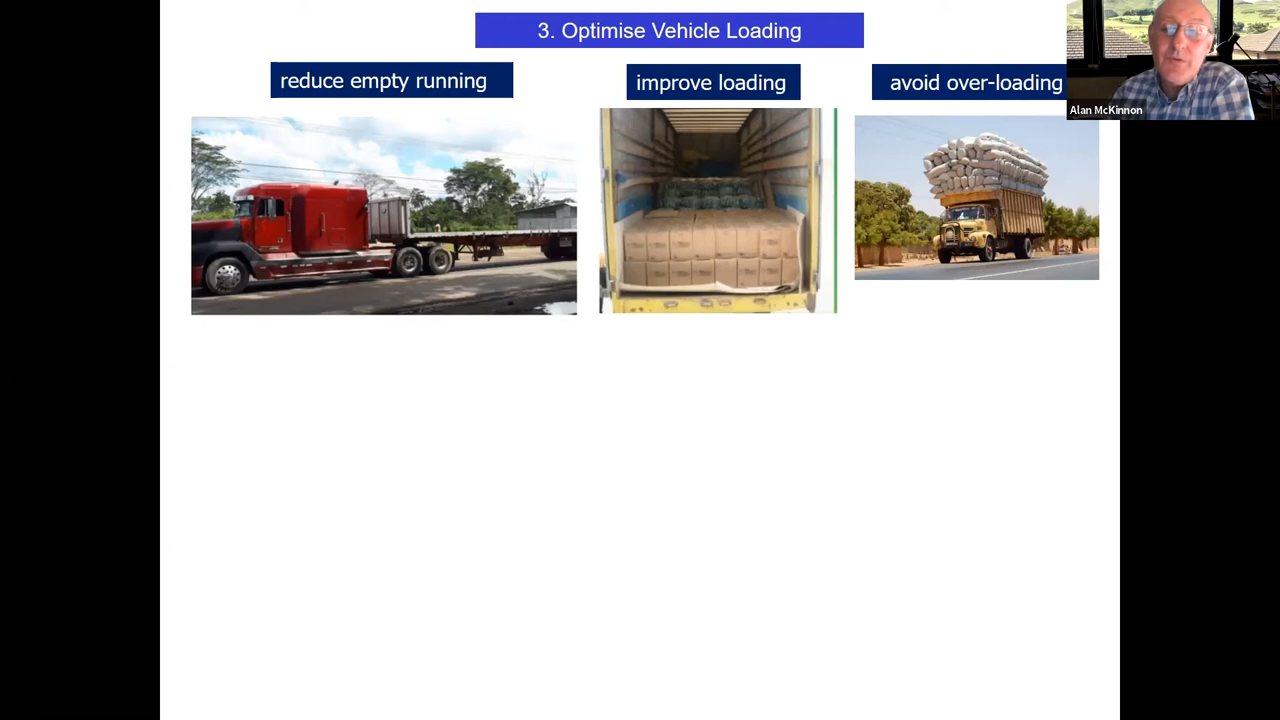 3. Optimise Vehicle Loading
reduce empty running
improve loading
avoid over-loading
Alan McKinnon